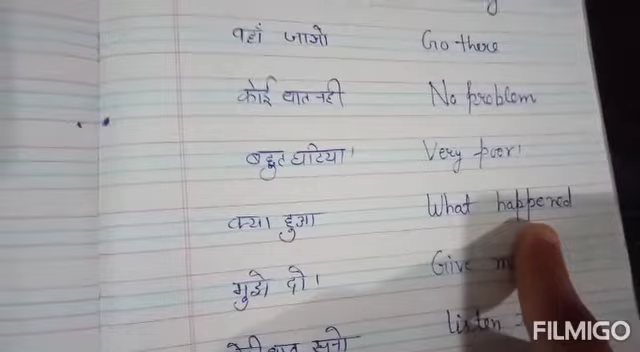 वहाँ जाओ Go there
कोई बात नही No problem
बहुत घटिया। Very poor।
क्या हुआ What happened
मुझे दो। Give
बात सुनो listen
FILMIGO